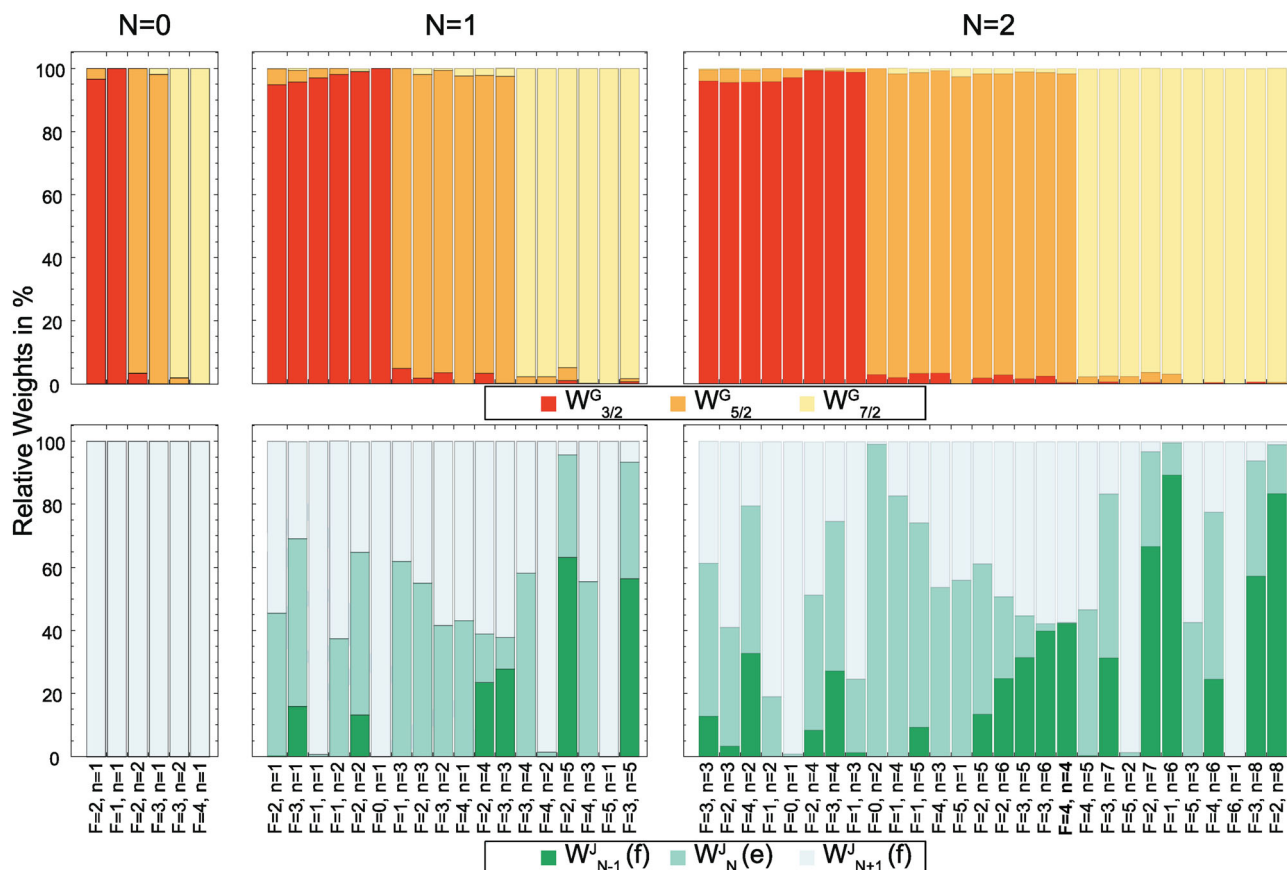 N=0 N=1 N=2
Relative Weights in %
100
80
60
40
20
0
W^G_3/2 W^G_5/2 W^G_7/2
100
80
60
40
20
0
F=2, n=1
F=1, n=1
F=2, n=2
F=3, n=1
F=3, n=2
F=4, n=1
F=2, n=1
F=3, n=1
F=1, n=1
F=1, n=2
F=2, n=2
F=0, n=1
F=1, n=3
F=2, n=3
F=3, n=2
F=4, n=1
F=2, n=4
F=3, n=3
F=3, n=4
F=4, n=2
F=2, n=5
F=4, n=3
F=5, n=1
F=3, n=5
F=3, n=3
F=2, n=3
F=4, n=2
F=1, n=2
F=0, n=1
F=2, n=4
F=3, n=4
F=1, n=3
F=0, n=2
F=1, n=4
F=3, n=5
F=4, n=3
F=5, n=1
F=2, n=5
F=2, n=6
F=1, n=5
F=3, n=6
F=4, n=4
F=4, n=5
F=3, n=7
F=5, n=2
F=2, n=7
F=1, n=6
F=5, n=3
F=4, n=6
F=6, n=1
F=3, n=8
F=2, n=8
W^J_N-1 (f) W^J_N (e) W^J_N+1 (f)